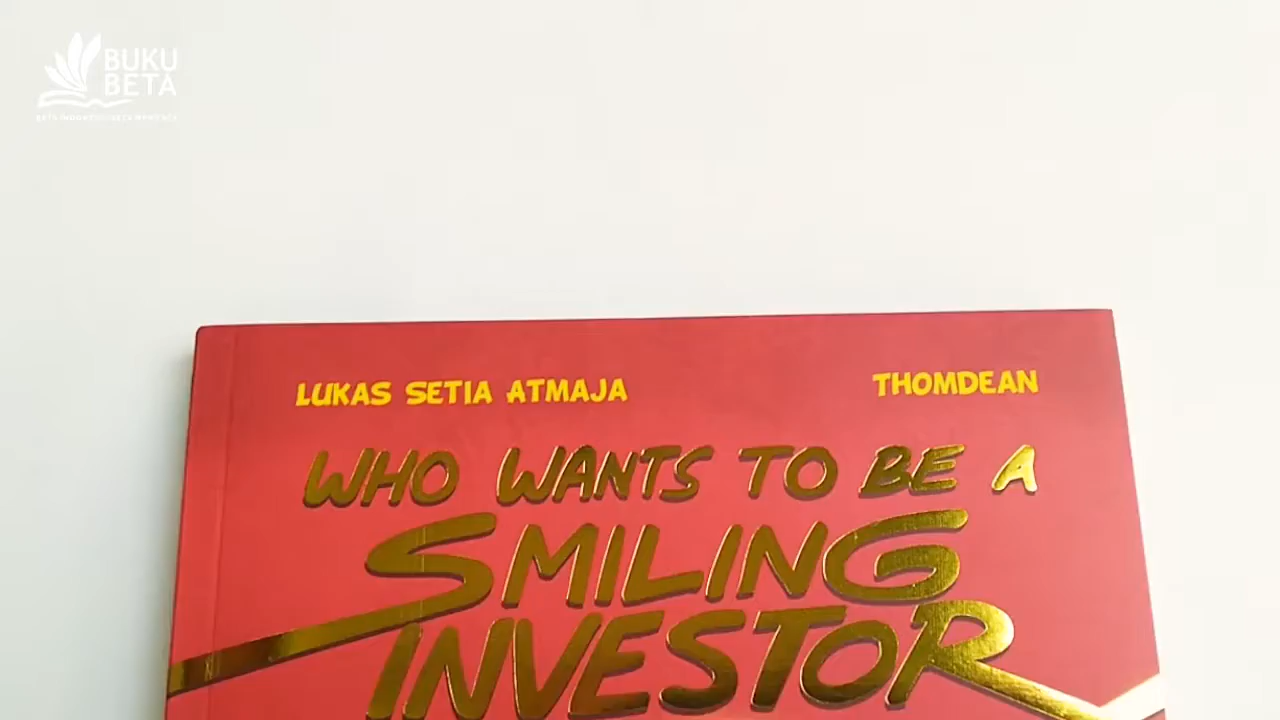 BUKU
BETA
LUKAS SETIA ATMAJA
THOMDEAN
WHO WANTS TO BE A
SMILING
INVESTOR